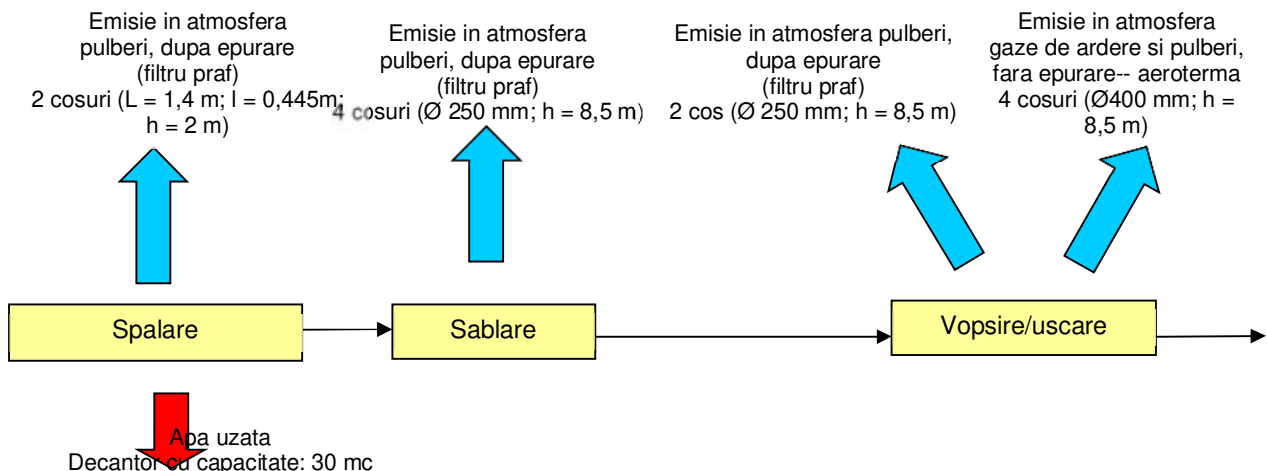 Emisie in atmosfera
pulberi, dupa epurare
(filtru praf)
2 cosuri (L = 1,4 m; l = 0,445m;
h = 2 m)
Emisie in atmosfera
pulberi, dupa epurare
(filtru praf)
4 cosuri (Ø 250 mm; h = 8,5 m)
Emisie in atmosfera pulberi,
dupa epurare
(filtru praf)
2 cos (Ø 250 mm; h = 8,5 m)
Emisie in atmosfera
gaze de ardere si pulberi,
fara epurare-- aeroterma
4 cosuri (Ø400 mm; h =
8,5 m)
Spalare
Sablare
Vopsire/uscare
Apa uzata
Decantor cu capacitate: 30 mc